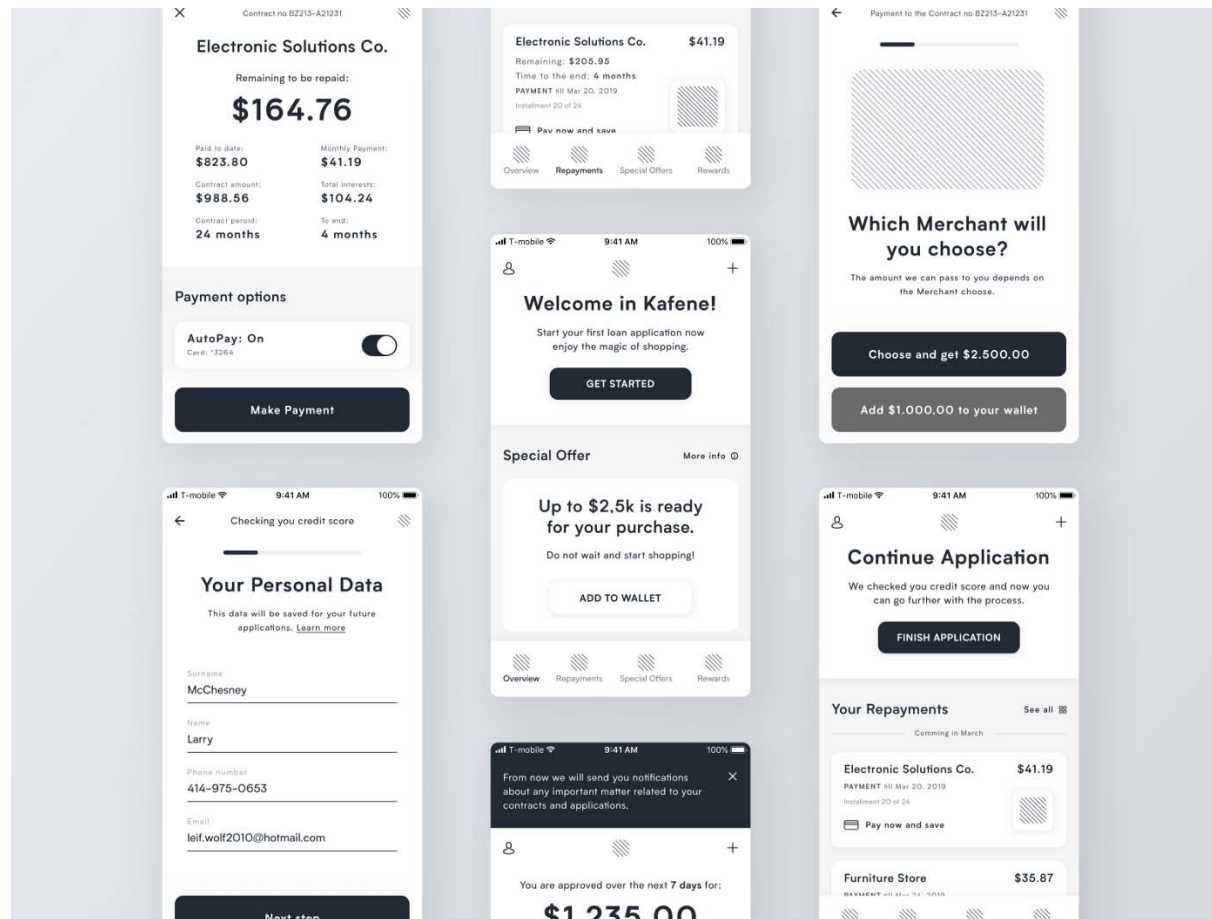 Contract no BZ213-A21231
Electronic Solutions Co.
Remaining to be repaid:
$164.76
Paid to date:
Monthly Payment:
$823.80
$41.19
Contract amount:
Total interests:
$988.56
$104.24
Contract peroid:
To end:
24 months
4 months
Payment options
AutoPay: On
Card: *3264
Make Payment
T-mobile
9:41 AM
100%
Checking you credit score
Your Personal Data
This data will be saved for your future
applications. Learn more
Surname
McChesney
Name
Larry
Phone number
414-975-0653
Email
leif.wolf2010@hotmail.com
Next step
Electronic Solutions Co.
$41.19
Remaining: $205.95
Time to the end: 4 months
PAYMENT till Mar 20, 2019
Installment 20 of 24
Pay now and save
Overview
Repayments
Special Offers
Rewards
T-mobile
9:41 AM
100%
Welcome in Kafene!
Start your first loan application now
enjoy the magic of shopping.
GET STARTED
Special Offer
More info
Up to $2,5k is ready
for your purchase.
Do not wait and start shopping!
ADD TO WALLET
Overview
Repayments
Special Offers
Rewards
T-mobile
9:41 AM
100%
From now we will send you notifications
about any important matter related to your
contracts and applications.
You are approved over the next 7 days for:
$1,235.00
Payment to the Contract no BZ213-A21231
Which Merchant will
you choose?
The amount we can pass to you depends on
the Merchant choose.
Choose and get $2.500,00
Add $1.000,00 to your wallet
T-mobile
9:41 AM
100%
Continue Application
We checked you credit score and now you
can go further with the process.
FINISH APPLICATION
Your Repayments
See all
Comming in March
Electronic Solutions Co.
$41.19
PAYMENT till Mar 20, 2019
Installment 20 of 24
Pay now and save
Furniture Store
$35.87
PAYMENT till Mar 24, 2019